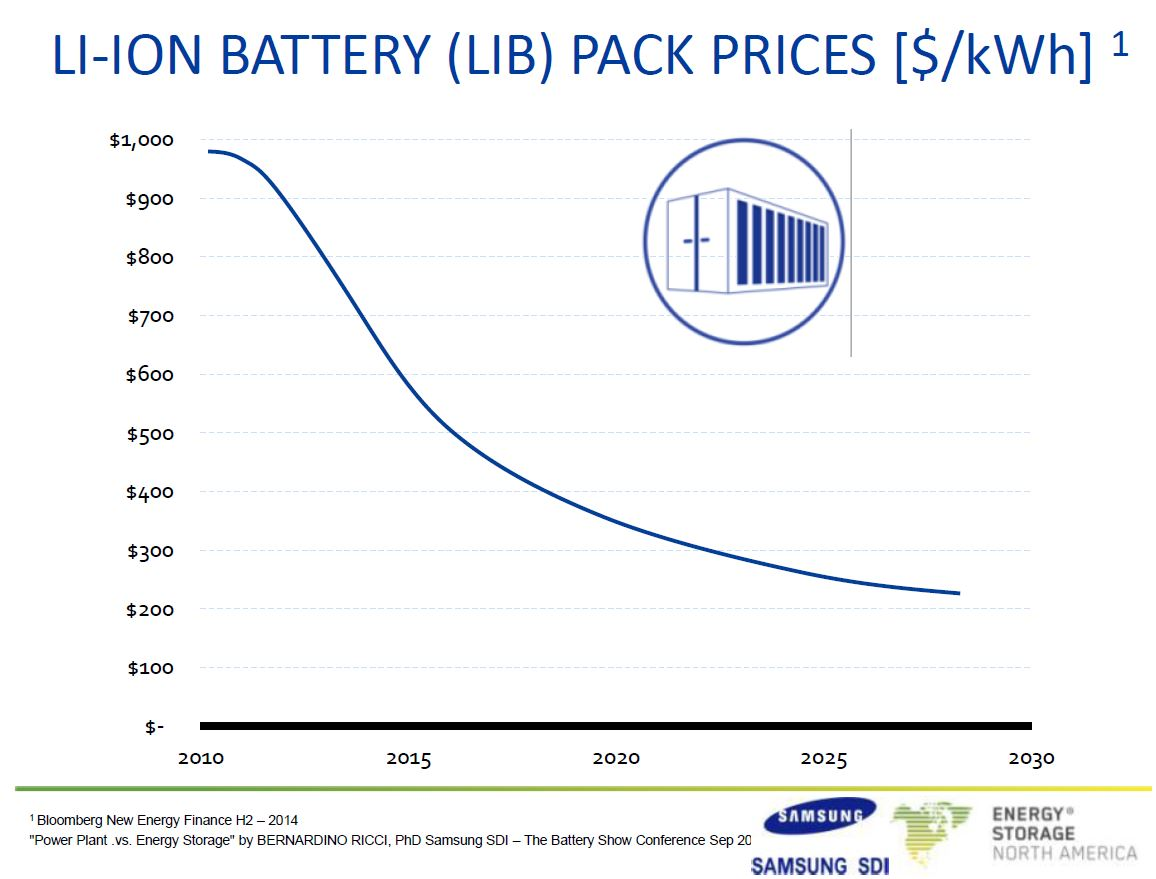 LI-ION BATTERY (LIB) PACK PRICES [$/kWh] 1
$1,000
$900
$800
$700
$600
$500
$400
$300
$200
$100
$-
2010 2015 2020 2025 2030
1 Bloomberg New Energy Finance H2 – 2014
"Power Plant .vs. Energy Storage" by BERNARDINO RICCI, PhD Samsung SDI – The Battery Show Conference Sep 20
SAMSUNG
SAMSUNG SDI
ENERGY®
STORAGE
NORTH AMERICA